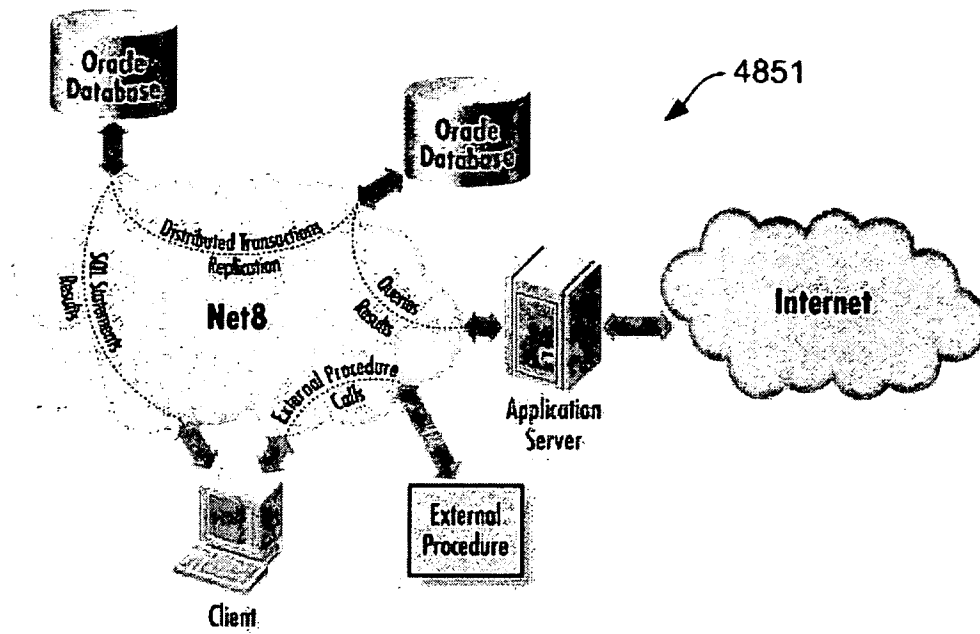 Oracle
Database
Oracle
Database
4851
Distributed Transactions
Replication
SQL Statements
Results
Net8
Queries
Results
Internet
External Procedure
Calls
Application
Server
External
Procedure
Client